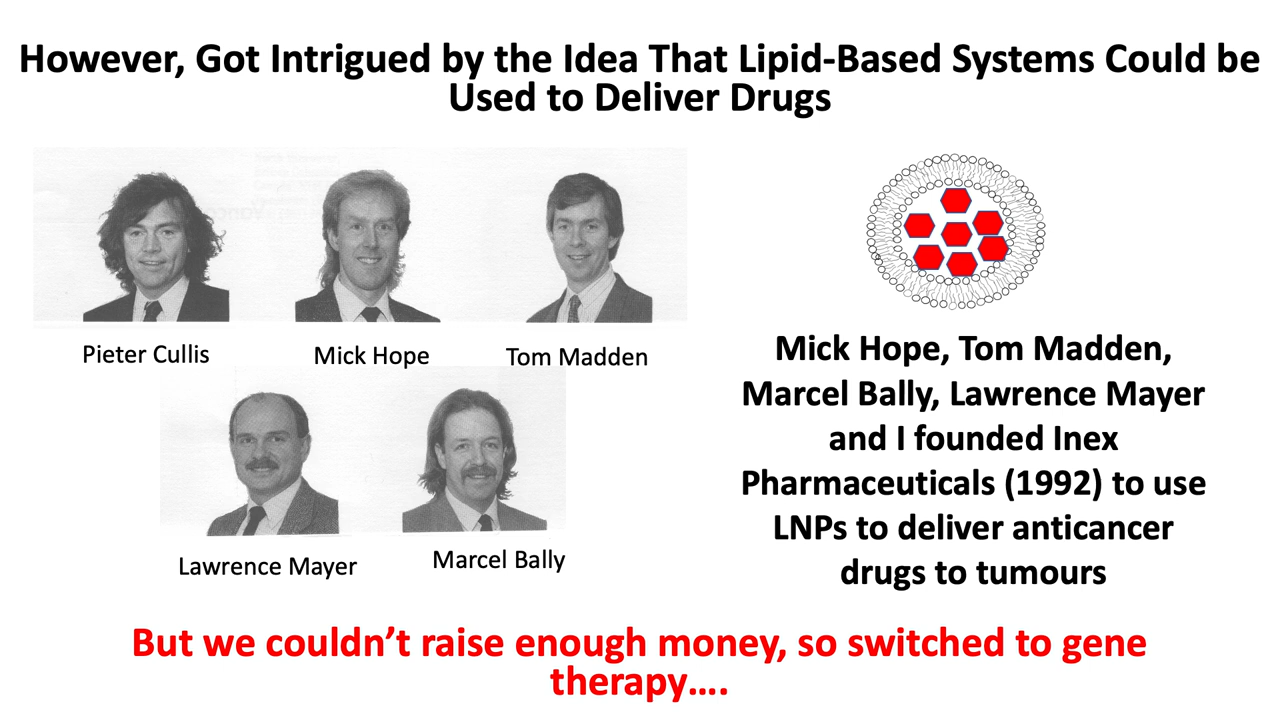 However, Got Intrigued by the Idea That Lipid-Based Systems Could be
Used to Deliver Drugs
Pieter Cullis
Mick Hope
Tom Madden
Lawrence Mayer
Marcel Bally
Mick Hope, Tom Madden,
Marcel Bally, Lawrence Mayer
and I founded Inex
Pharmaceuticals (1992) to use
LNPs to deliver anticancer
drugs to tumours
But we couldn’t raise enough money, so switched to gene
therapy….